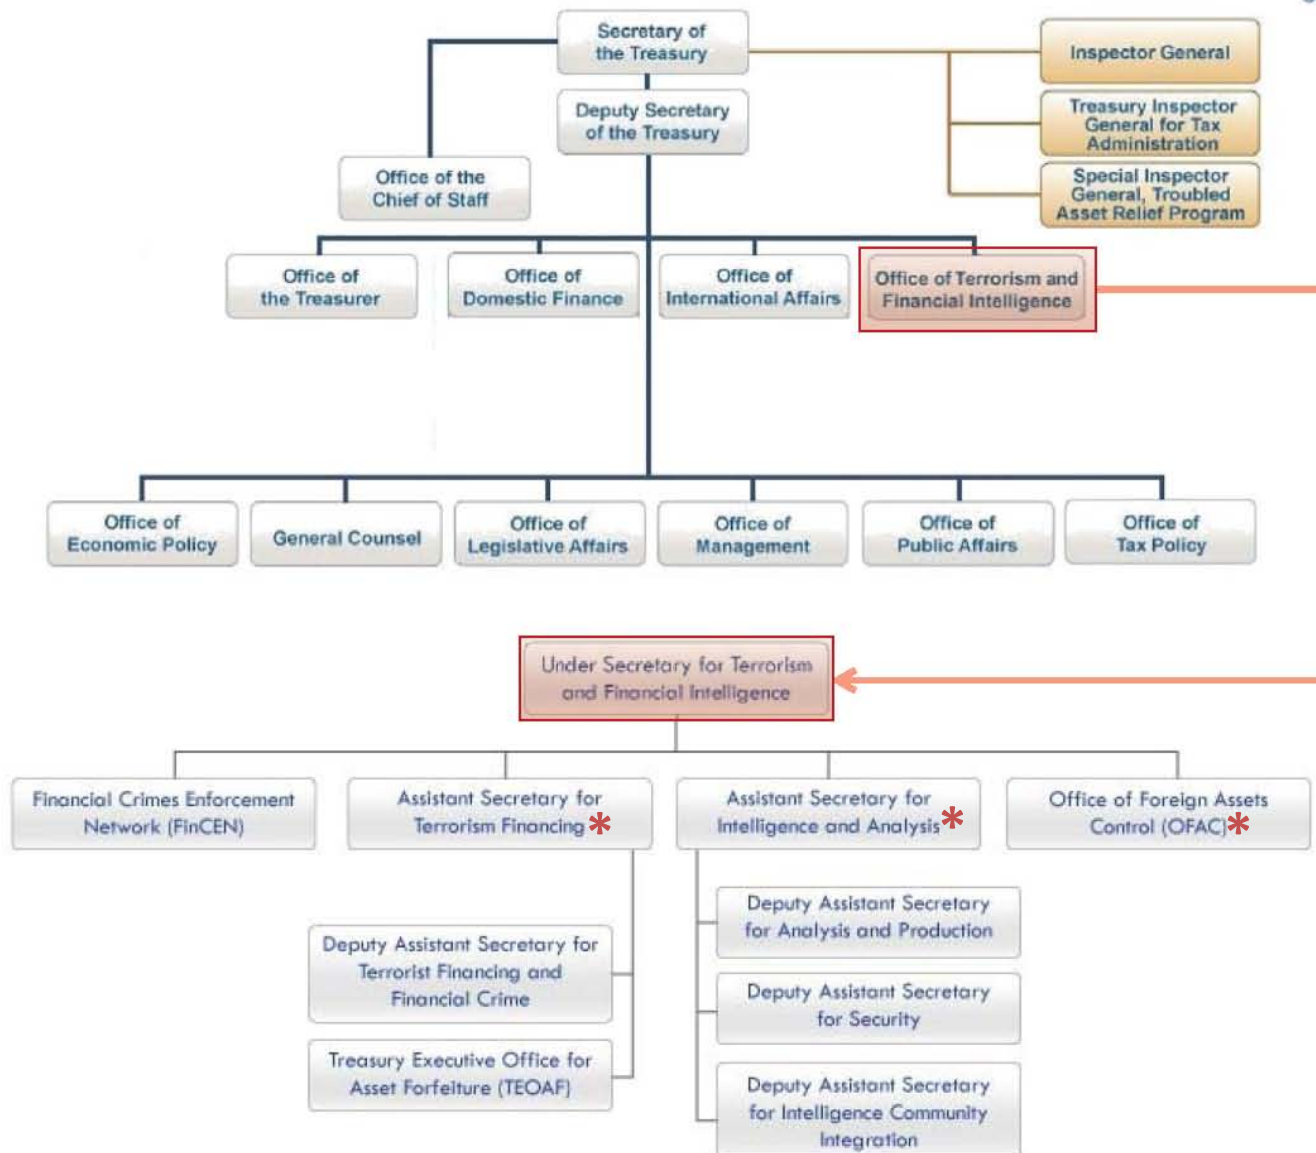 Secretary of
the Treasury
Inspector General
Deputy Secretary
of the Treasury
Treasury Inspector
General for Tax
Administration
Office of the
Chief of Staff
Special Inspector
General, Troubled
Asset Relief Program
Office of
the Treasurer
Office of
Domestic Finance
Office of
International Affairs
Office of Terrorism and
Financial Intelligence
Office of
Economic Policy
General Counsel
Office of
Legislative Affairs
Office of
Management
Office of
Public Affairs
Office of
Tax Policy
Under Secretary for Terrorism
and Financial Intelligence
Financial Crimes Enforcement
Network (FinCEN)
Assistant Secretary for
Terrorism Financing *
Assistant Secretary for
Intelligence and Analysis *
Office of Foreign Assets
Control (OFAC) *
Deputy Assistant Secretary for
Terrorist Financing and
Financial Crime
Treasury Executive Office for
Asset Forfeiture (TEOAF)
Deputy Assistant Secretary
for Analysis and Production
Deputy Assistant Secretary
for Security
Deputy Assistant Secretary
for Intelligence Community
Integration